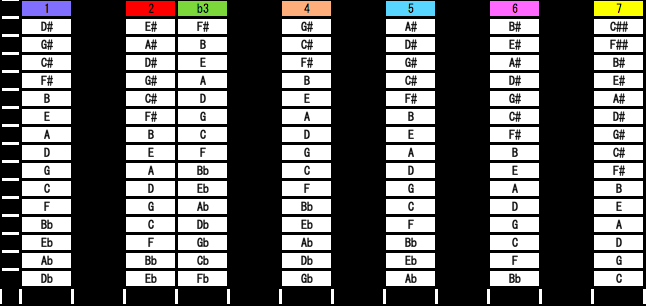 1 2 b3 4 5 6 7
D# E# F# G# A# B# C##
G# A# B C# D# E# F##
C# D# E F# G# A# B#
F# G# A B C# D# E#
B C# D E F# G# A#
E F# G A B C# D#
A B C D E F# G#
D E F G A B C#
G A Bb C D E F#
C D Eb F G A B
F G Ab Bb C D E
Bb C Db Eb F G A
Eb F Gb Ab Bb C D
Ab Bb Cb Db Eb F G
Db Eb Fb Gb Ab Bb C